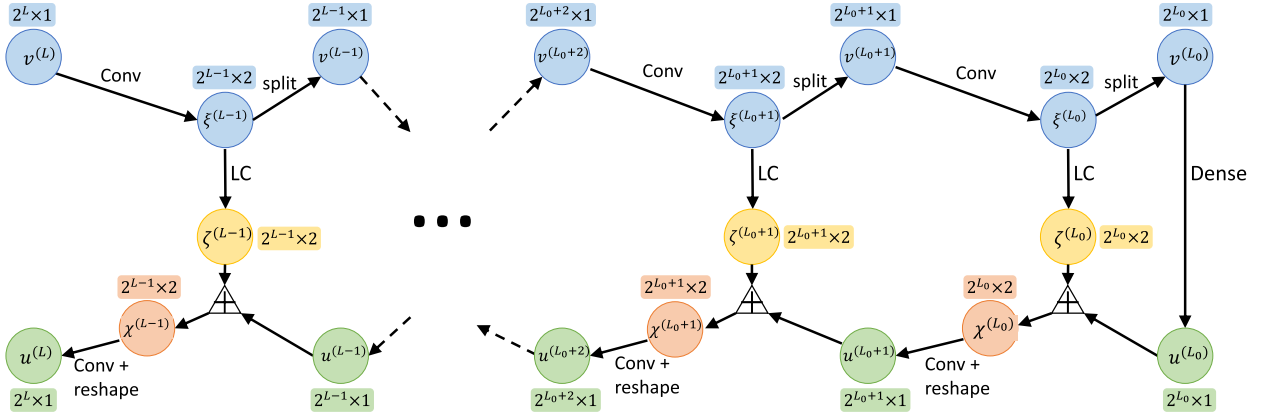 2^L×1
2^{L−1}×1
2^{L_0+2}×1
2^{L_0+1}×1
2^{L_0}×1
v^{(L)}
v^{(L−1)}
v^{(L_0+2)}
v^{(L_0+1)}
v^{(L_0)}
Conv
2^{L−1}×2
split
Conv
2^{L_0+1}×2
split
Conv
2^{L_0}×2
split
ξ^{(L−1)}
ξ^{(L_0+1)}
ξ^{(L_0)}
LC
LC
LC
Dense
ζ^{(L−1)}
2^{L−1}×2
ζ^{(L_0+1)}
2^{L_0+1}×2
ζ^{(L_0)}
2^{L_0}×2
2^{L−1}×2
2^{L_0+1}×2
2^{L_0}×2
χ^{(L−1)}
χ^{(L_0+1)}
χ^{(L_0)}
u^{(L)}
u^{(L−1)}
u^{(L_0+2)}
u^{(L_0+1)}
u^{(L_0)}
Conv +
reshape
Conv +
reshape
Conv +
reshape
2^L×1
2^{L−1}×1
2^{L_0+2}×1
2^{L_0+1}×1
2^{L_0}×1